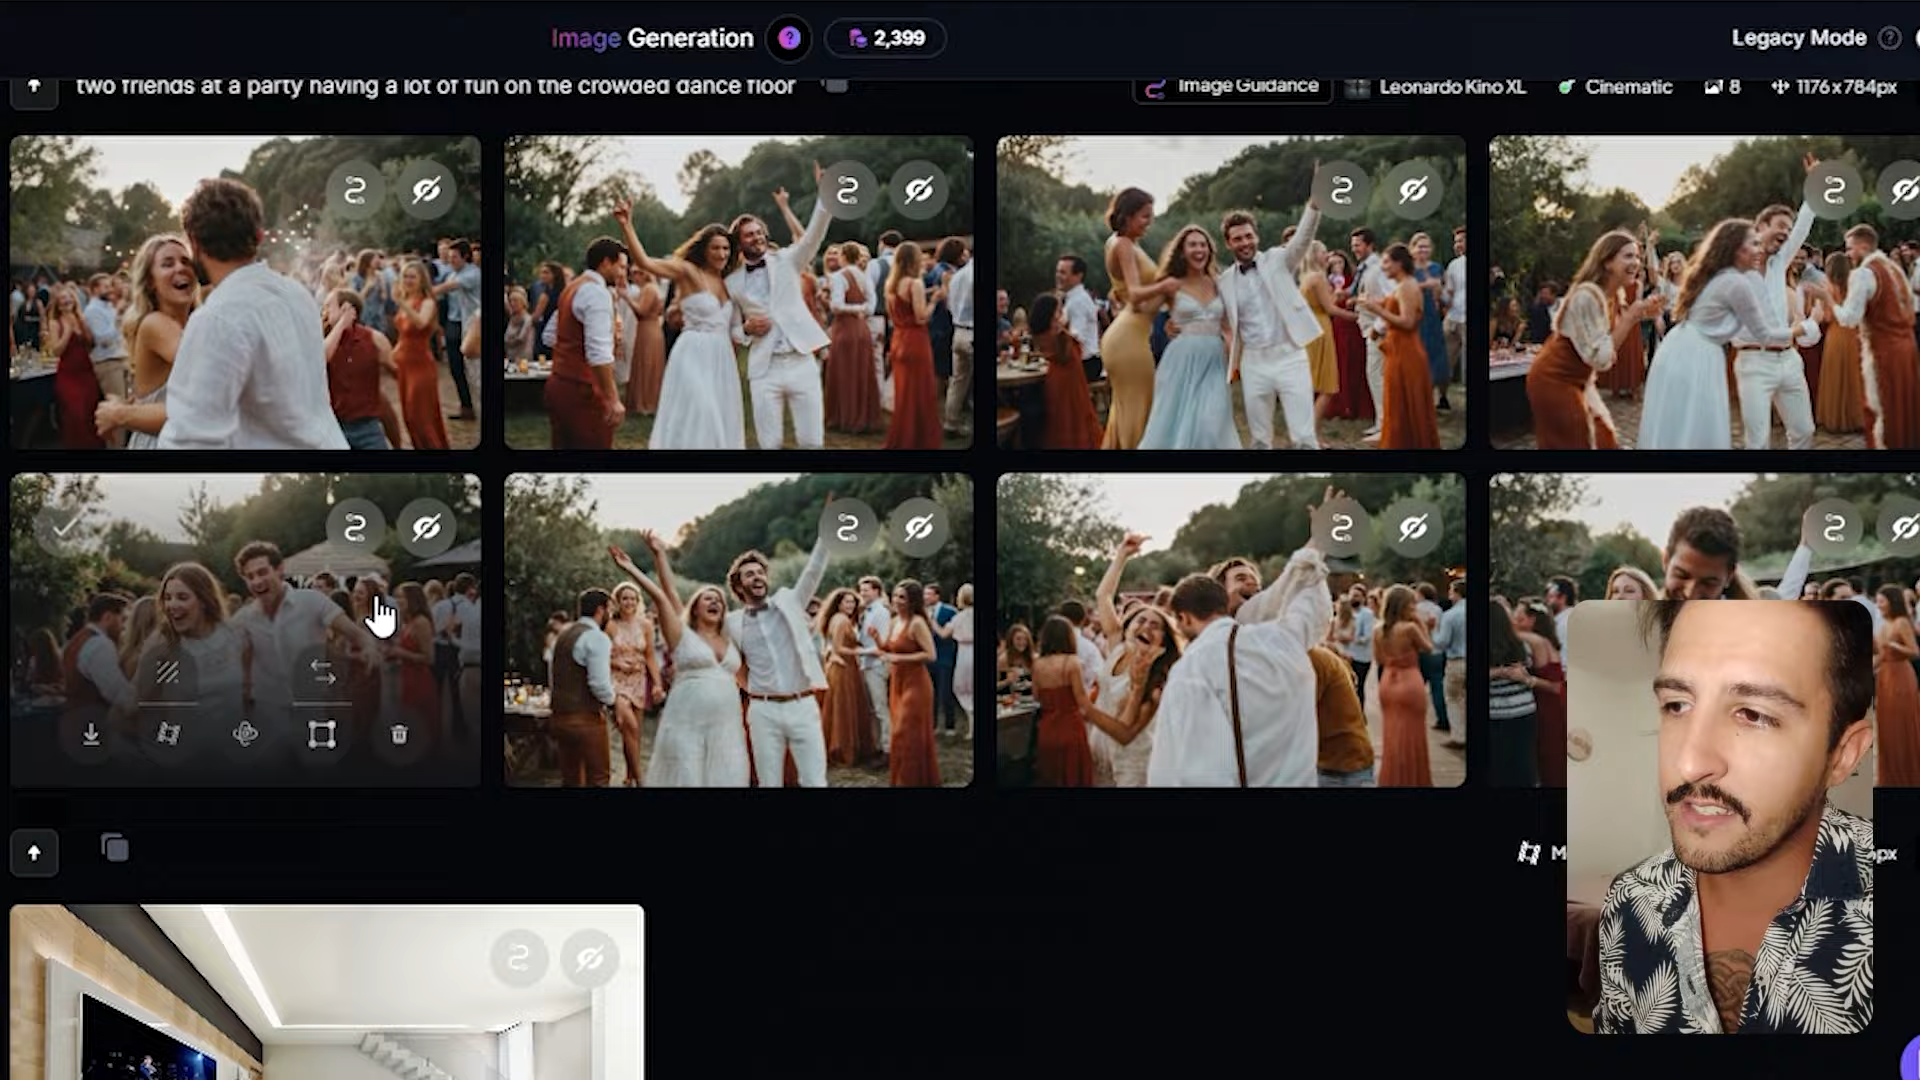 Image Generation
2,399
Legacy Mode
two friends at a party having a lot of fun on the crowded dance floor
Image Guidance
Leonardo Kino XL
Cinematic
8
1176x784px
px